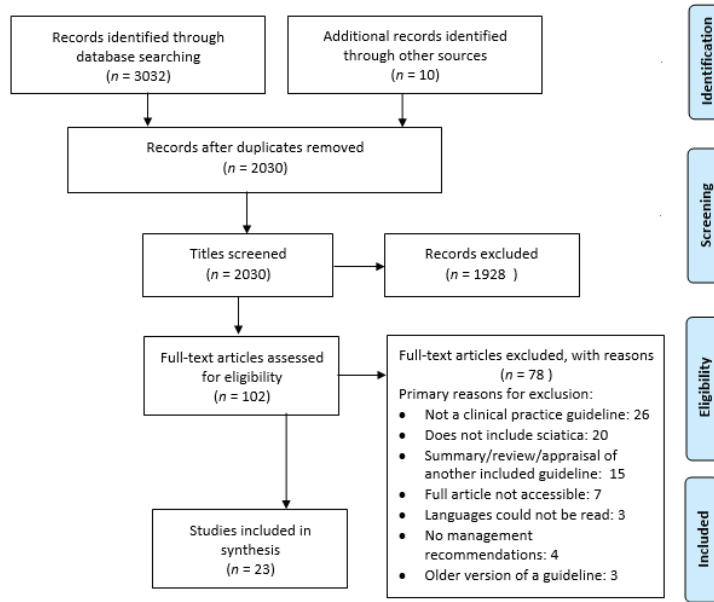 Records identified through
database searching
(n = 3032)
Additional records identified
through other sources
(n = 10)
Identification
Records after duplicates removed
(n = 2030)
Screening
Titles screened
(n = 2030)
Records excluded
(n = 1928 )
Full-text articles assessed
for eligibility
(n = 102)
Full-text articles excluded, with reasons
(n = 78 )
Primary reasons for exclusion:
• Not a clinical practice guideline: 26
• Does not include sciatica: 20
• Summary/review/appraisal of
another included guideline: 15
• Full article not accessible: 7
• Languages could not be read: 3
• No management
recommendations: 4
• Older version of a guideline: 3
Eligibility
Studies included in
synthesis
(n = 23)
Included